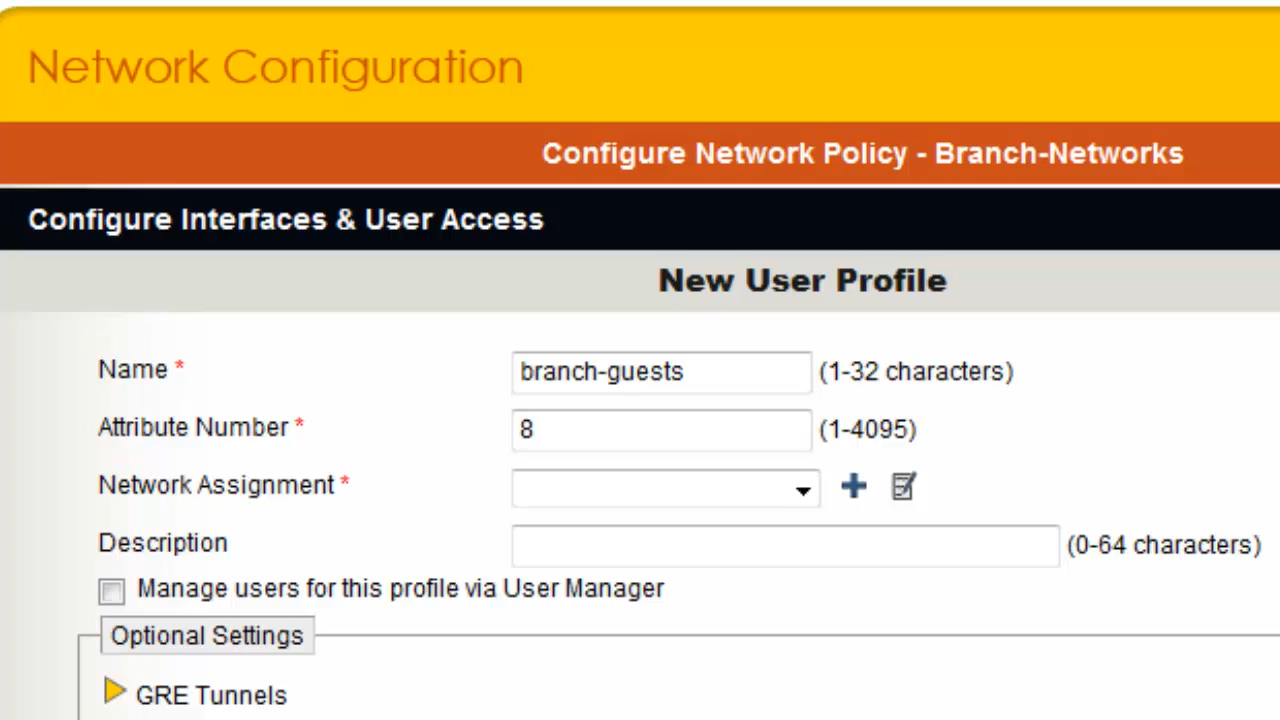 Network Configuration
Configure Network Policy - Branch-Networks
Configure Interfaces & User Access
New User Profile
Name * branch-guests (1-32 characters)
Attribute Number * 8 (1-4095)
Network Assignment *
Description (0-64 characters)
Manage users for this profile via User Manager
Optional Settings
GRE Tunnels